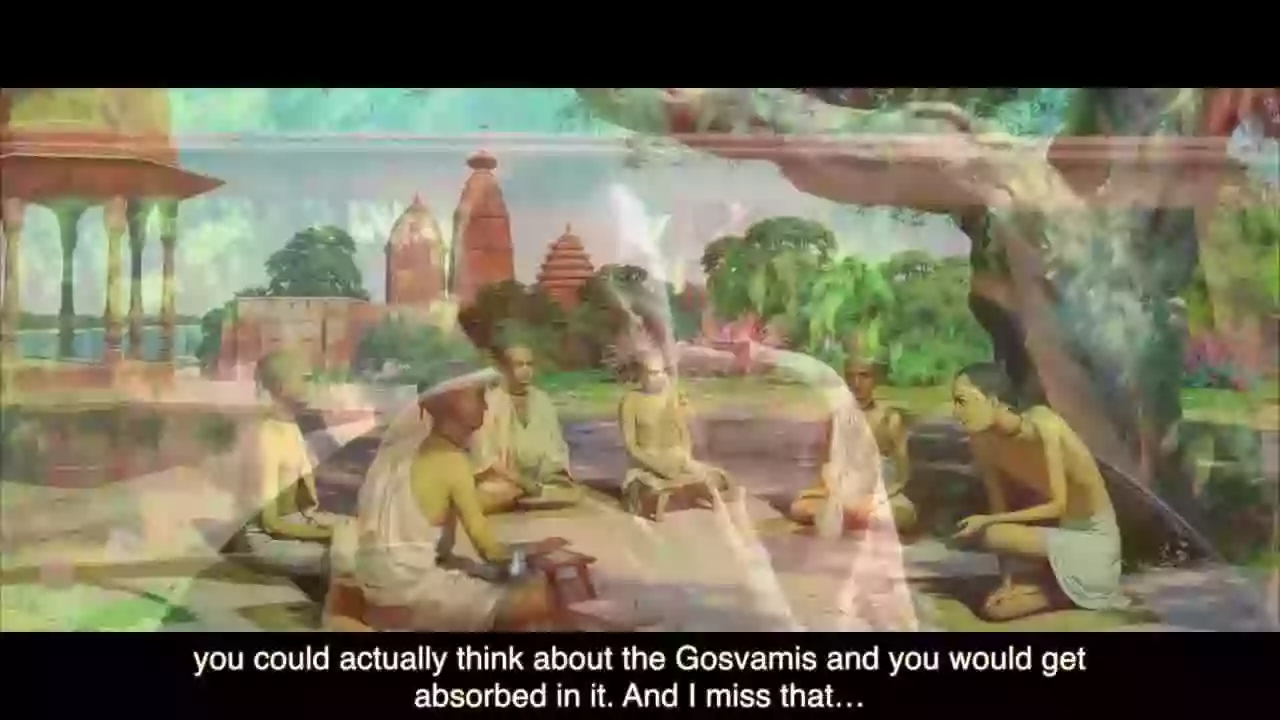 you could actually think about the Gosvamis and you would get
absorbed in it. And I miss that…